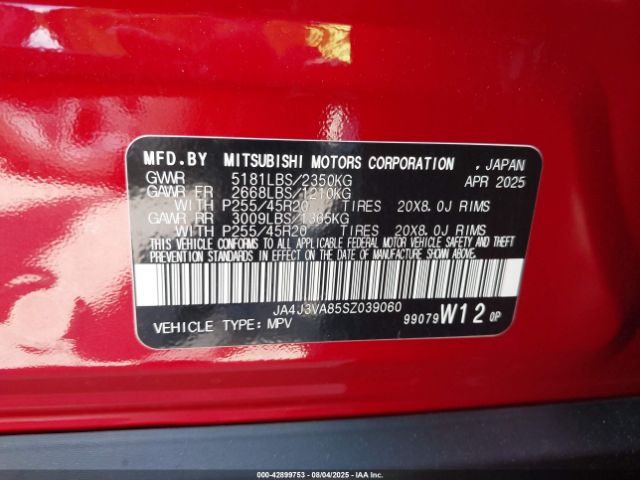 MFD.BY MITSUBISHI MOTORS CORPORATION , JAPAN
GVWR 5181LBS/2350KG APR 2025
GAWR FR 2668LBS/1210KG
WITH P255/45R20 TIRES 20X8.0J RIMS
GAWR RR 3009LBS/1365KG
WITH P255/45R20 TIRES 20X8.0J RIMS
THIS VEHICLE CONFORMS TO ALL APPLICABLE FEDERAL MOTOR VEHICLE SAFETY AND THEFT
PREVENTION STANDARDS IN EFFECT ON THE DATE OF MANUFACTURE SHOWN ABOVE.
JA4J3VA85SZ039060
VEHICLE TYPE: MPV 99079 W12 0P
000-42899753 - 08/04/2025 - IAAI - Copart